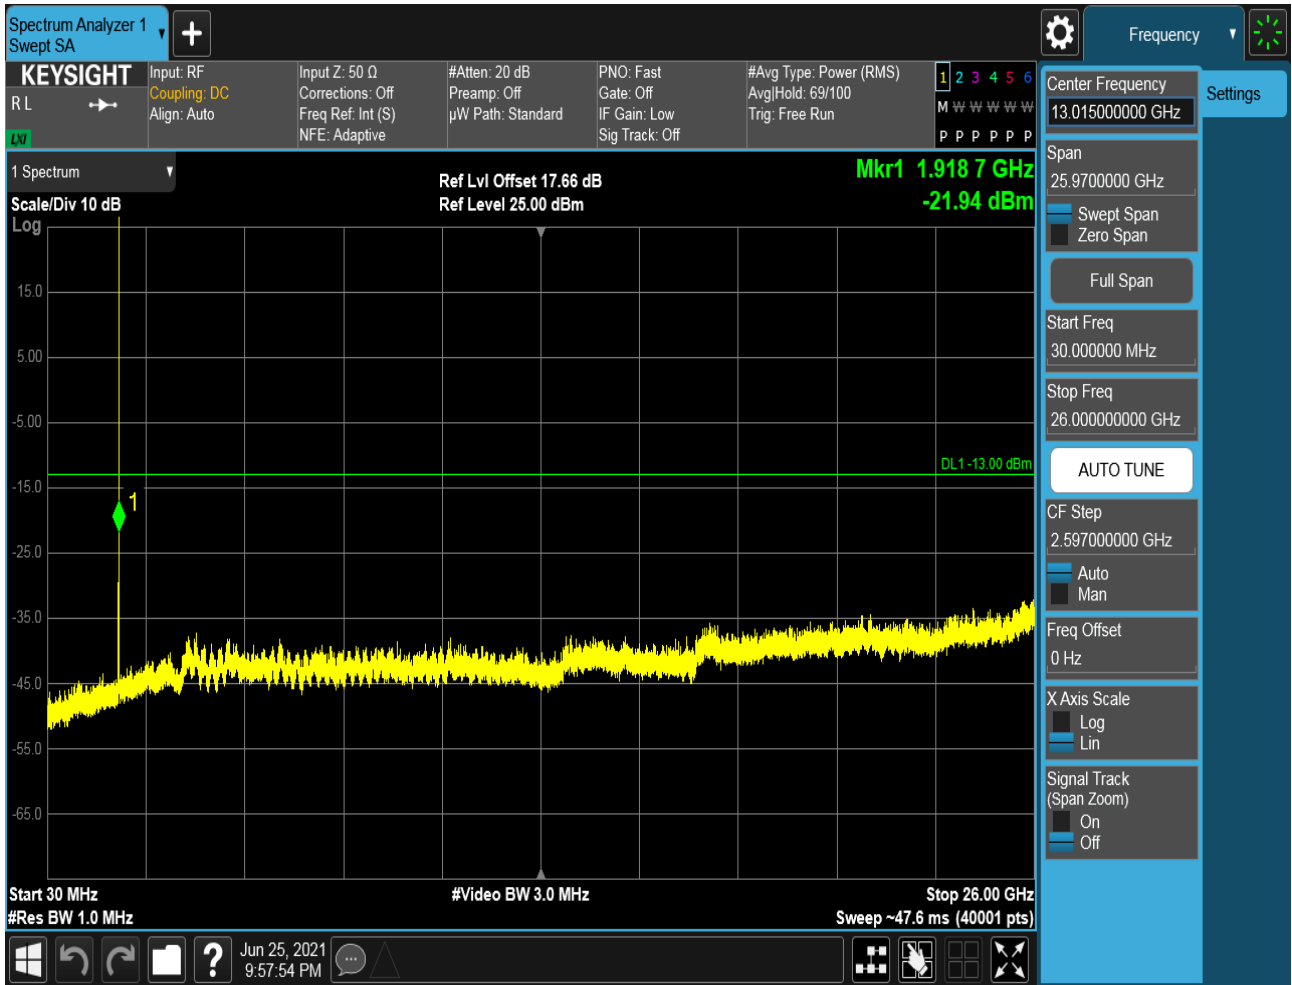 Spectrum Analyzer 1
Swept SA
Frequency
KEYSIGHT
R L
LXI
Input: RF
Coupling: DC
Align: Auto
Input Z: 50 Ω
Corrections: Off
Freq Ref: Int (S)
NFE: Adaptive
#Atten: 20 dB
Preamp: Off
µW Path: Standard
PNO: Fast
Gate: Off
IF Gain: Low
Sig Track: Off
#Avg Type: Power (RMS)
Avg|Hold: 69/100
Trig: Free Run
1 2 3 4 5 6
M W W W W W
P P P P P P
1 Spectrum
Scale/Div 10 dB
Log
Ref Lvl Offset 17.66 dB
Ref Level 25.00 dBm
Mkr1 1.918 7 GHz
-21.94 dBm
15.0
5.00
-5.00
-15.0
-25.0
-35.0
-45.0
-55.0
-65.0
DL1 -13.00 dBm
1
Start 30 MHz
#Res BW 1.0 MHz
#Video BW 3.0 MHz
Stop 26.00 GHz
Sweep ~47.6 ms (40001 pts)
Jun 25, 2021
9:57:54 PM
?
Center Frequency
13.015000000 GHz
Settings
Span
25.9700000 GHz
Swept Span
Zero Span
Full Span
Start Freq
30.000000 MHz
Stop Freq
26.000000000 GHz
AUTO TUNE
CF Step
2.597000000 GHz
Auto
Man
Freq Offset
0 Hz
X Axis Scale
Log
Lin
Signal Track
(Span Zoom)
On
Off